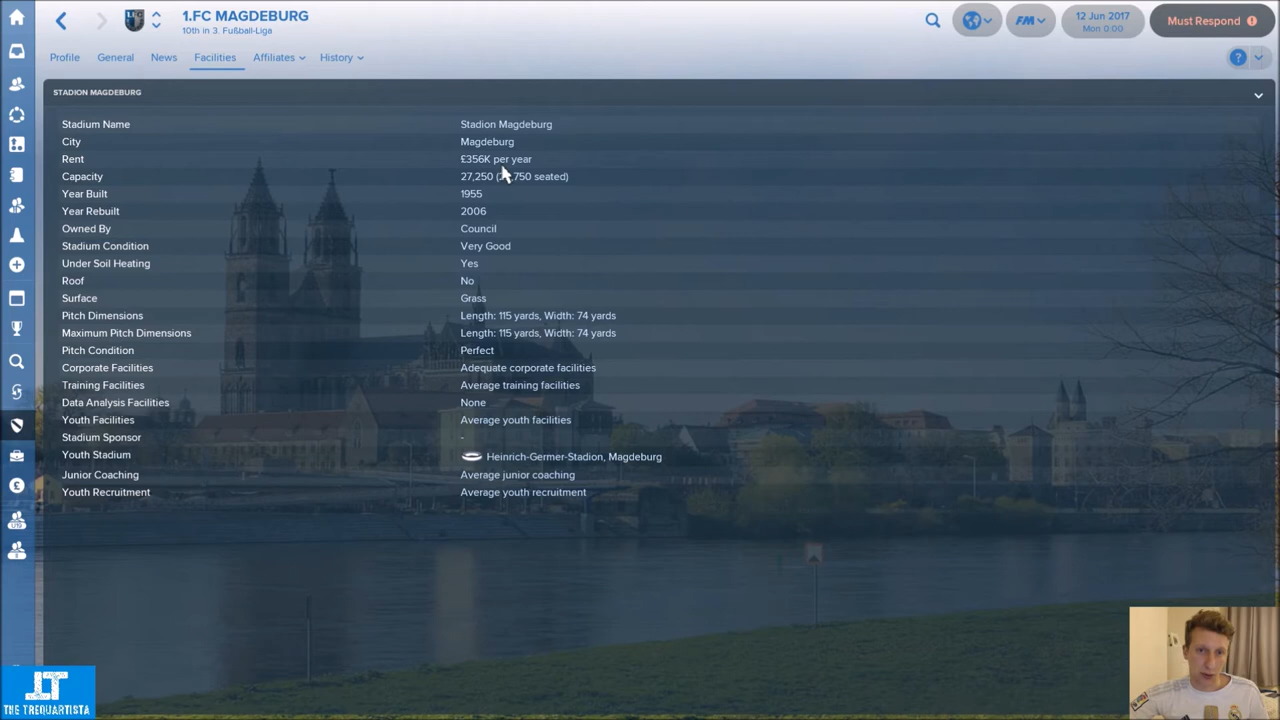 1.FC MAGDEBURG
10th in 3. Fußball-Liga
FM
12 Jun 2017
Mon 0:00
Must Respond
Profile
General
News
Facilities
Affiliates
History
?
STADION MAGDEBURG
Stadium Name Stadion Magdeburg
City Magdeburg
Rent £356K per year
Capacity 27,250 seated)
Year Built 1955
Year Rebuilt 2006
Owned By Council
Stadium Condition Very Good
Under Soil Heating Yes
Roof No
Surface Grass
Pitch Dimensions Length: 115 yards, Width: 74 yards
Maximum Pitch Dimensions Length: 115 yards, Width: 74 yards
Pitch Condition Perfect
Corporate Facilities Adequate corporate facilities
Training Facilities Average training facilities
Data Analysis Facilities None
Youth Facilities Average youth facilities
Stadium Sponsor -
Youth Stadium Heinrich-Germer-Stadion, Magdeburg
Junior Coaching Average junior coaching
Youth Recruitment Average youth recruitment
THE TREQUARTISTA